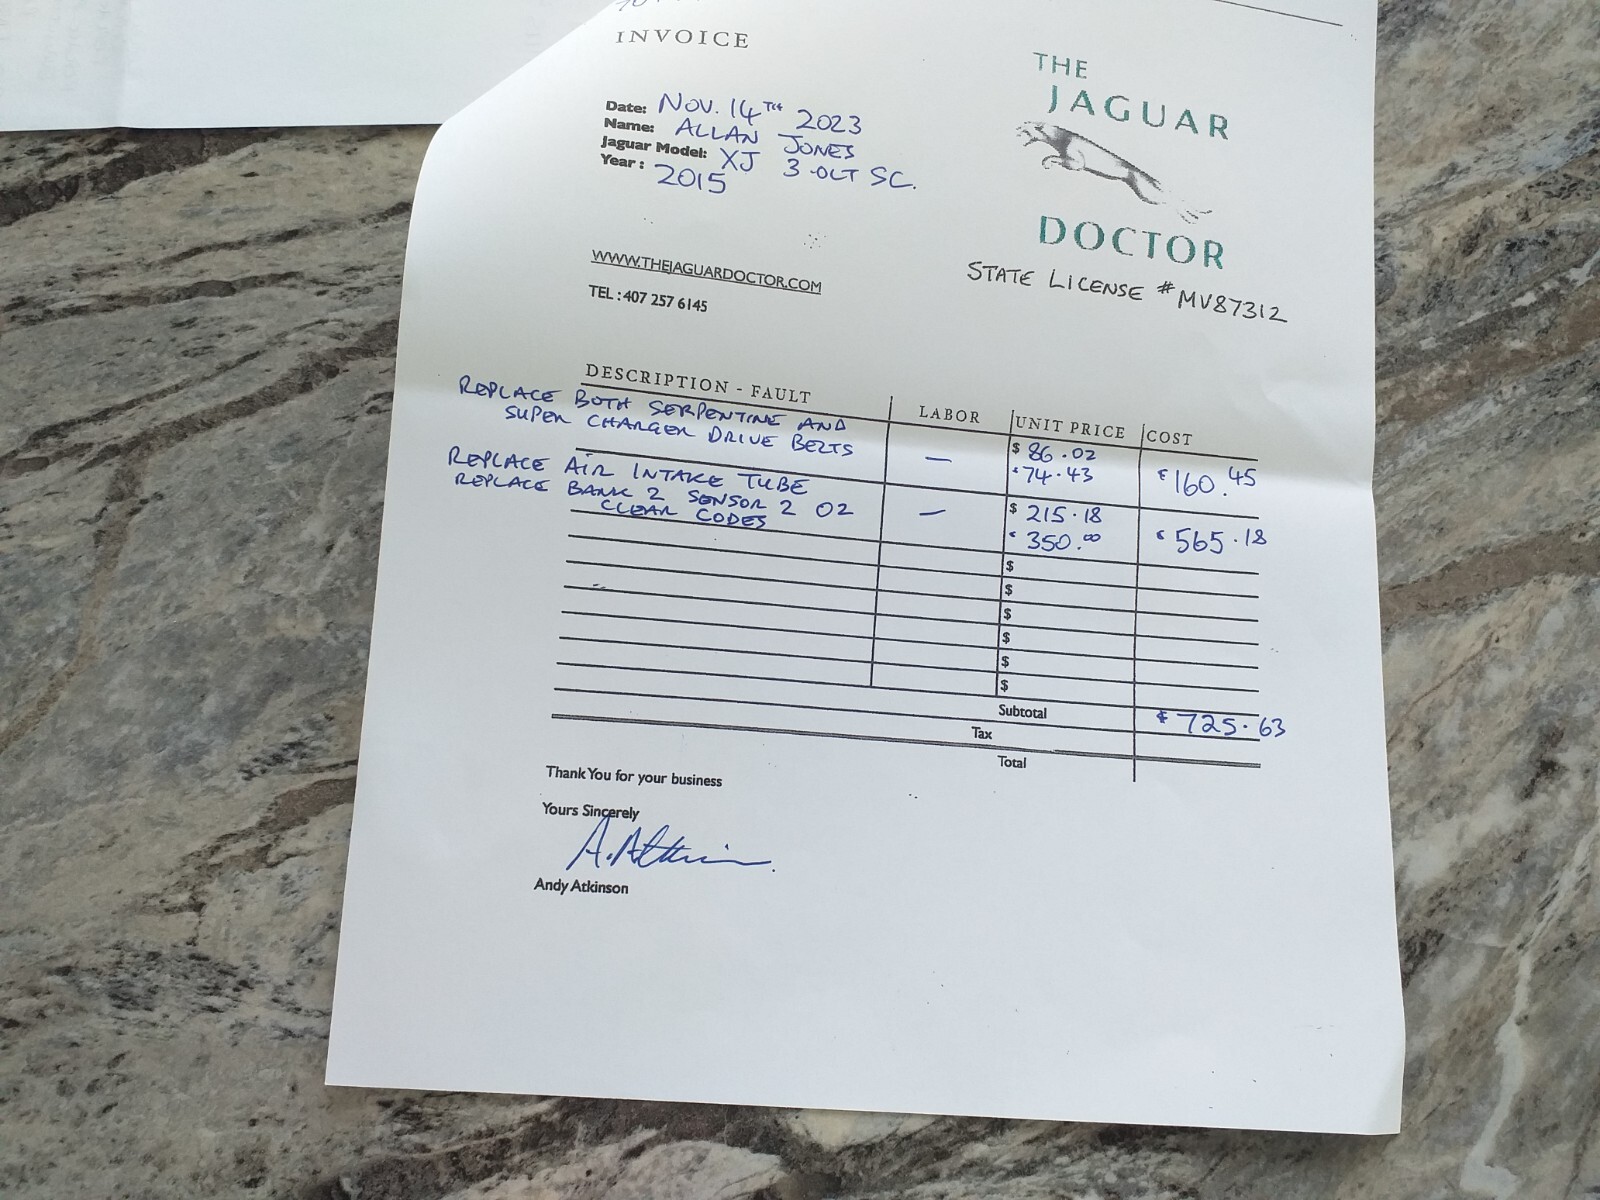 INVOICE
Date: NOV. 14TH 2023
Name: ALLAN JONES
Jaguar Model: XJ 3.0LT SC.
Year: 2015
THE
JAGUAR
DOCTOR
STATE LICENSE # MV87312
WWW.THEJAGUARDOCTOR.COM
TEL : 407 257 6145
DESCRIPTION - FAULT LABOR UNIT PRICE COST
REPLACE BOTH SERPENTINE AND
SUPER CHARGER DRIVE BELTS — $ 86.02
$ 74.43 $ 160.45
REPLACE AIR INTAKE TUBE
REPLACE BANK 2 SENSOR 2 O2 — $ 215.18
CLEAR CODES $ 350.00 $ 565.18
$
$
$
$
$
$
Subtotal $ 725.63
Tax
Total
Thank You for your business
Yours Sincerely
A. Atkinson
Andy Atkinson